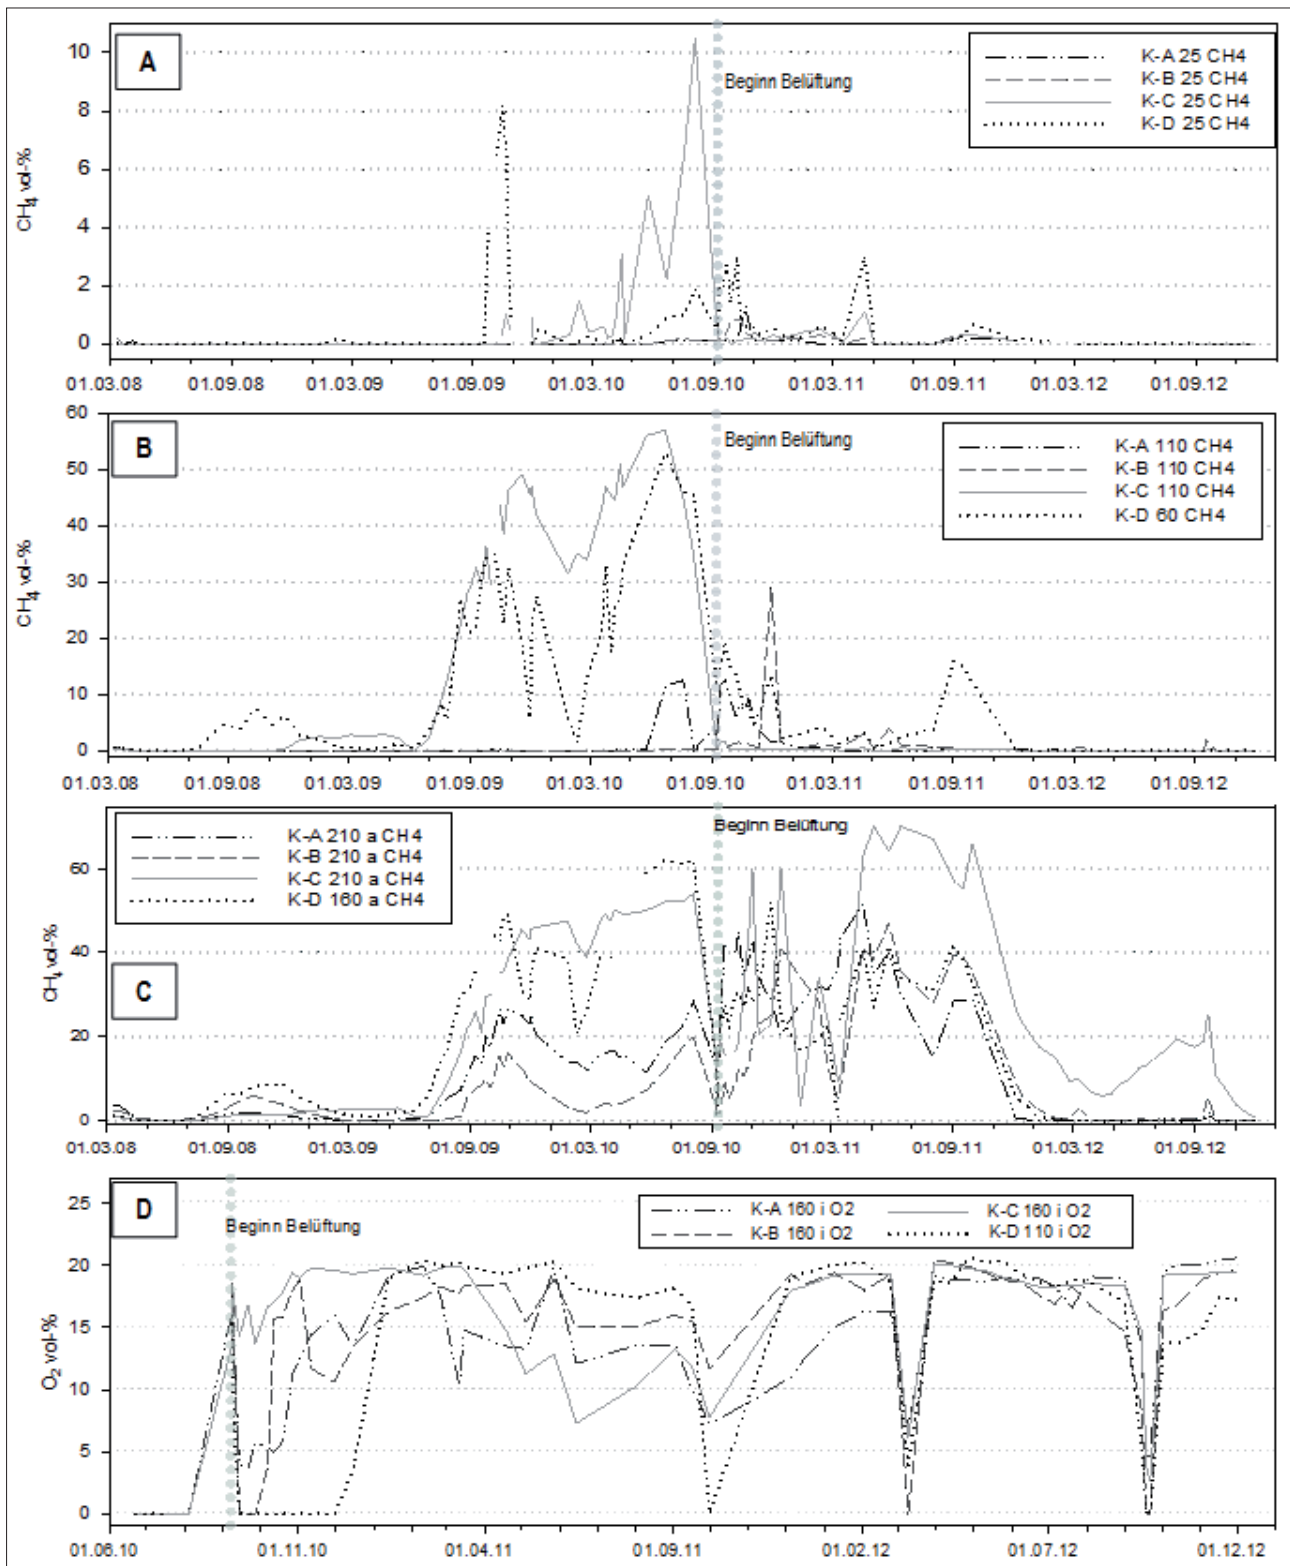 A
CH₄ vol-%
10
8
6
4
2
0
Beginn Belüftung
K-A 25 CH4
K-B 25 CH4
K-C 25 CH4
K-D 25 CH4
01.03.08 01.09.08 01.03.09 01.09.09 01.03.10 01.09.10 01.03.11 01.09.11 01.03.12 01.09.12
B
CH₄ vol-%
60
50
40
30
20
10
0
Beginn Belüftung
K-A 110 CH4
K-B 110 CH4
K-C 110 CH4
K-D 60 CH4
01.03.08 01.09.08 01.03.09 01.09.09 01.03.10 01.09.10 01.03.11 01.09.11 01.03.12 01.09.12
K-A 210 a CH4
K-B 210 a CH4
K-C 210 a CH4
K-D 160 a CH4
Beginn Belüftung
C
CH₄ vol-%
60
40
20
0
01.03.08 01.09.08 01.03.09 01.09.09 01.03.10 01.09.10 01.03.11 01.09.11 01.03.12 01.09.12
D
O₂ vol-%
25
20
15
10
5
0
Beginn Belüftung
K-A 160 i O2 K-C 160 i O2
K-B 160 i O2 K-D 110 i O2
01.06.10 01.11.10 01.04.11 01.09.11 01.02.12 01.07.12 01.12.12